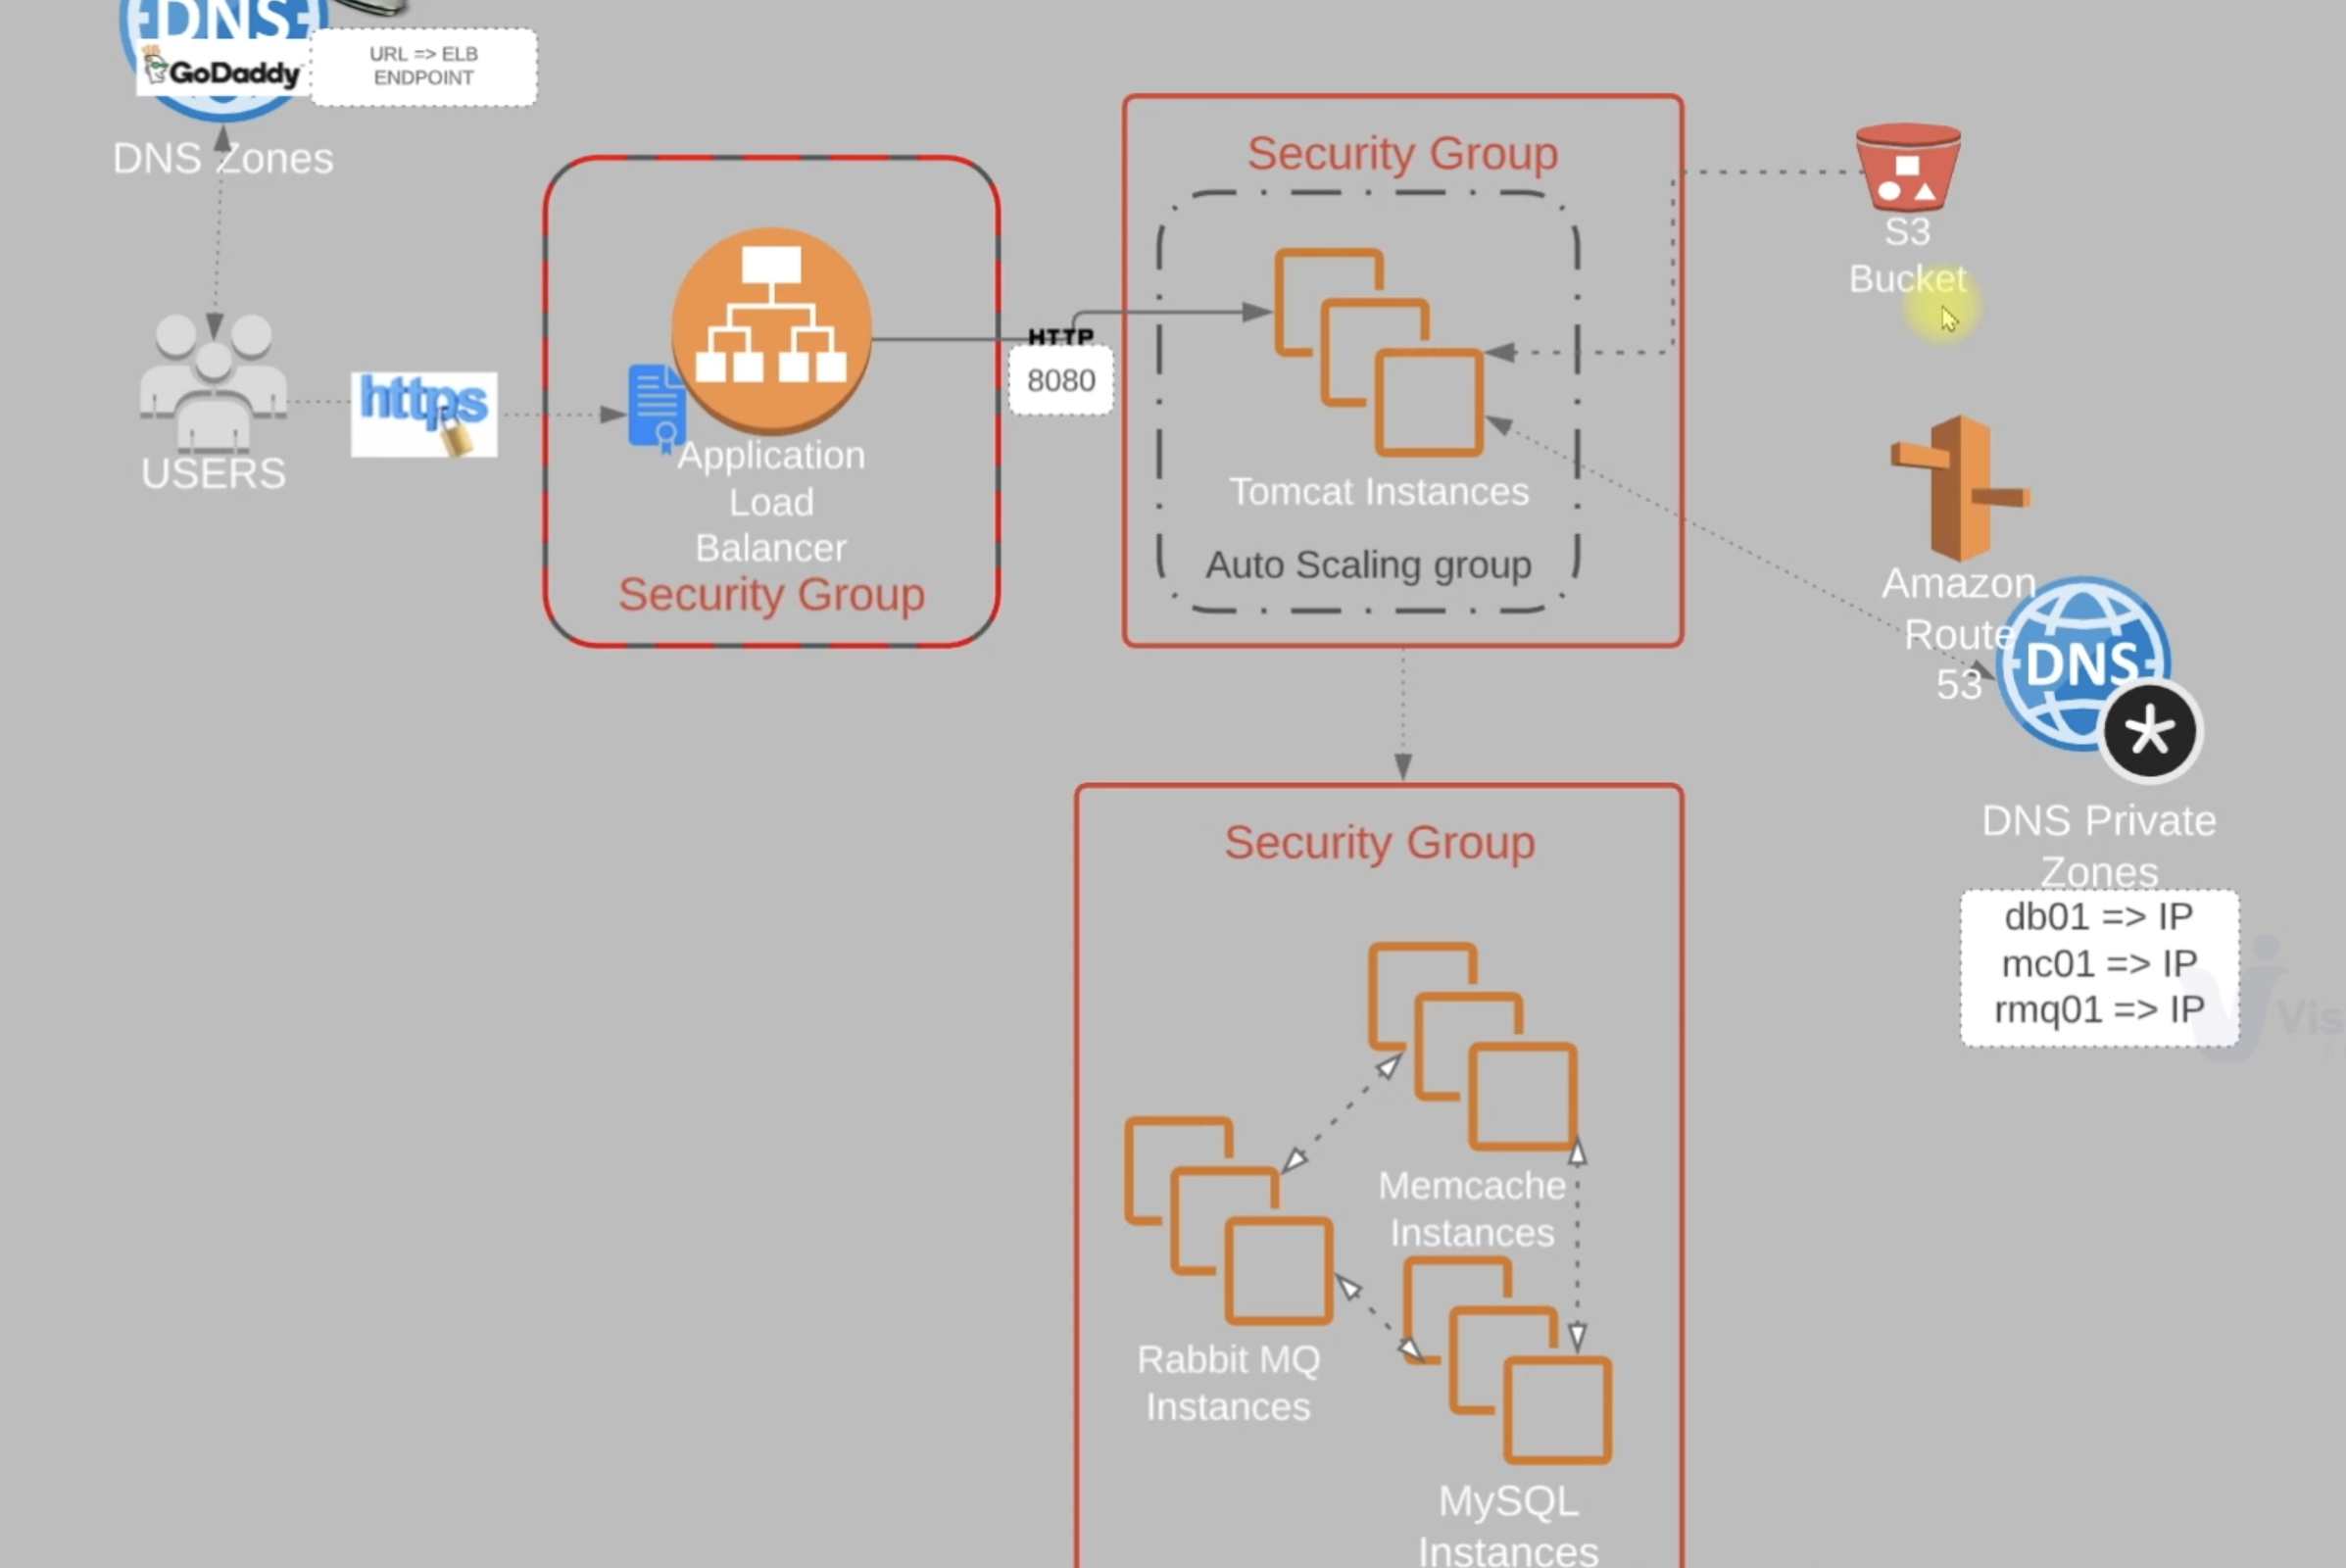 DNS
GoDaddy
URL => ELB
ENDPOINT
DNS Zones
USERS
https
Application
Load
Balancer
Security Group
HTTP
8080
Security Group
Tomcat Instances
Auto Scaling group
S3
Bucket
Amazon
Route
53
DNS
DNS Private
Zones
db01 => IP
mc01 => IP
rmq01 => IP
Security Group
Memcache
Instances
Rabbit MQ
Instances
MySQL
Instances